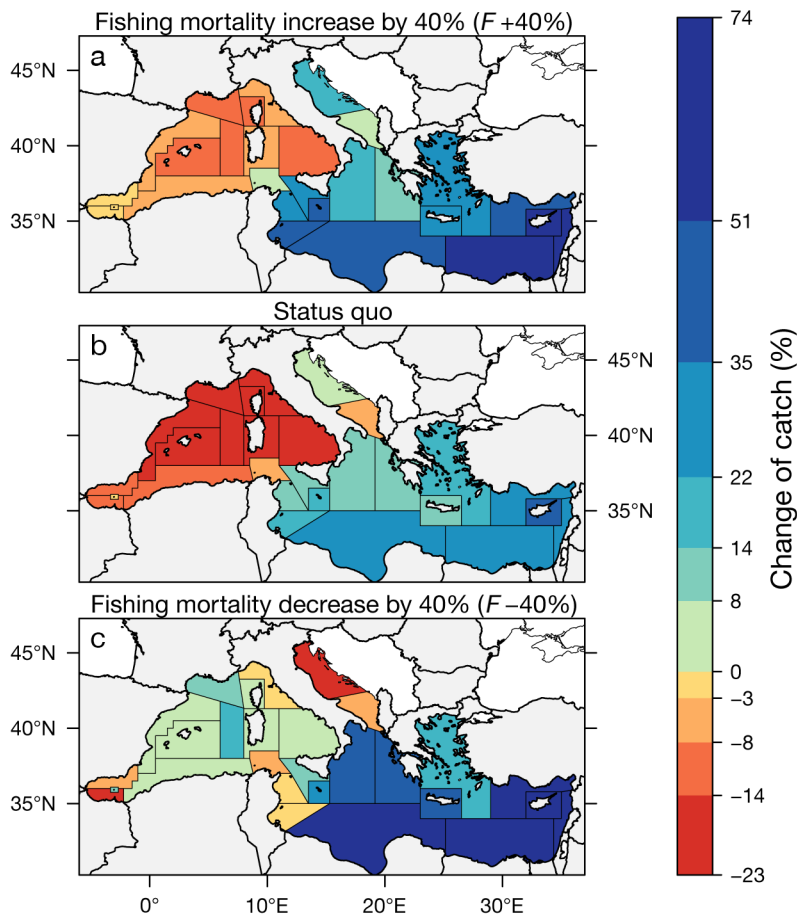 Fishing mortality increase by 40% (F +40%)
a
45°N
40°N
35°N
Status quo
b
45°N
40°N
35°N
Fishing mortality decrease by 40% (F −40%)
c
45°N
40°N
35°N
0°
10°E
20°E
30°E
74
51
35
22
14
8
0
−3
−8
−14
−23
Change of catch (%)